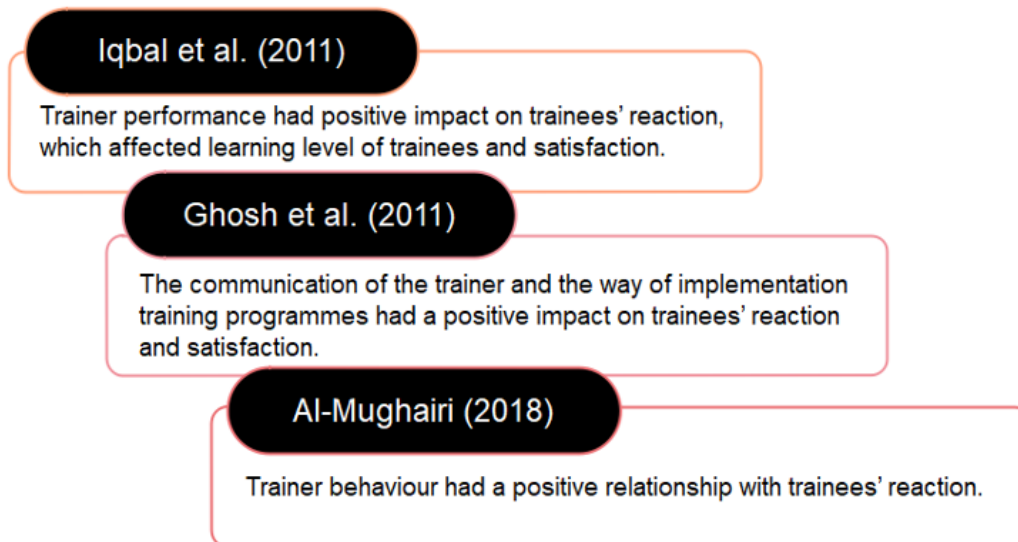 Iqbal et al. (2011)
Trainer performance had positive impact on trainees’ reaction,
which affected learning level of trainees and satisfaction.
Ghosh et al. (2011)
The communication of the trainer and the way of implementation
training programmes had a positive impact on trainees’ reaction
and satisfaction.
Al-Mughairi (2018)
Trainer behaviour had a positive relationship with trainees’ reaction.